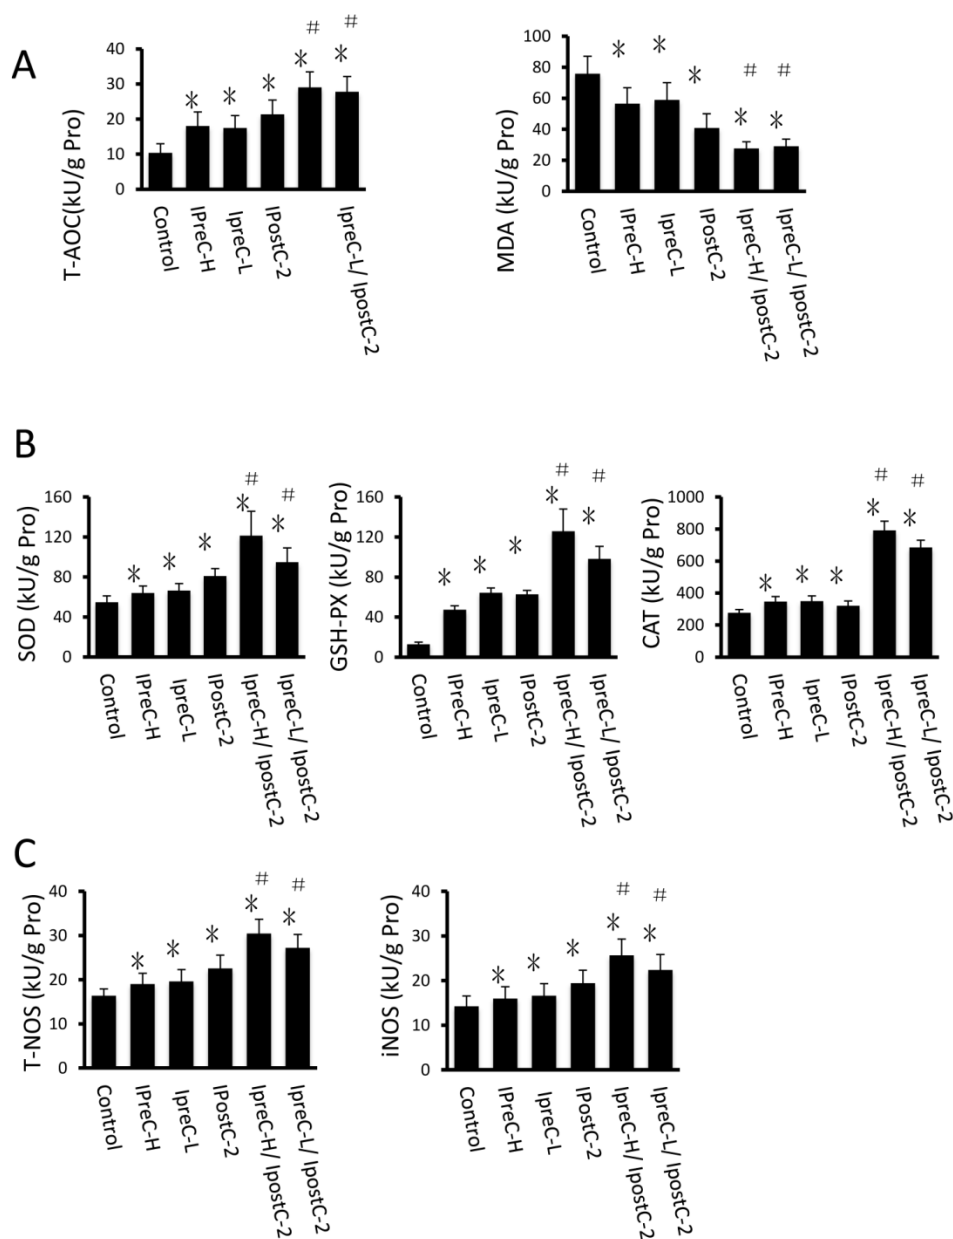 A
T-AOC(kU/g Pro)
40
30
20
10
0
* * * * *
# #
Control
IPreC-H
IpreC-L
IPostC-2
IpreC-L/ IpostC-2
MDA (kU/g Pro)
100
80
60
40
20
0
* * * * *
# #
Control
IPreC-H
IpreC-L
IPostC-2
IpreC-H/ IpostC-2
IpreC-L/ IpostC-2
B
SOD (kU/g Pro)
160
120
80
40
0
* * * * *
# #
Control
IPreC-H
IpreC-L
IPostC-2
IpreC-H/ IpostC-2
IpreC-L/ IpostC-2
GSH-PX (kU/g Pro)
160
120
80
40
0
* * * * *
# #
Control
IPreC-H
IpreC-L
IPostC-2
IpreC-H/ IpostC-2
IpreC-L/ IpostC-2
CAT (kU/g Pro)
1000
800
600
400
200
0
* * * * *
# #
Control
IPreC-H
IpreC-L
IPostC-2
IpreC-H/ IpostC-2
IpreC-L/ IpostC-2
C
T-NOS (kU/g Pro)
40
30
20
10
0
* * * * *
# #
Control
IPreC-H
IpreC-L
IPostC-2
IpreC-H/ IpostC-2
IpreC-L/ IpostC-2
iNOS (kU/g Pro)
40
30
20
10
0
* * * * *
# #
Control
IPreC-H
IpreC-L
IPostC-2
IpreC-H/ IpostC-2
IpreC-L/ IpostC-2